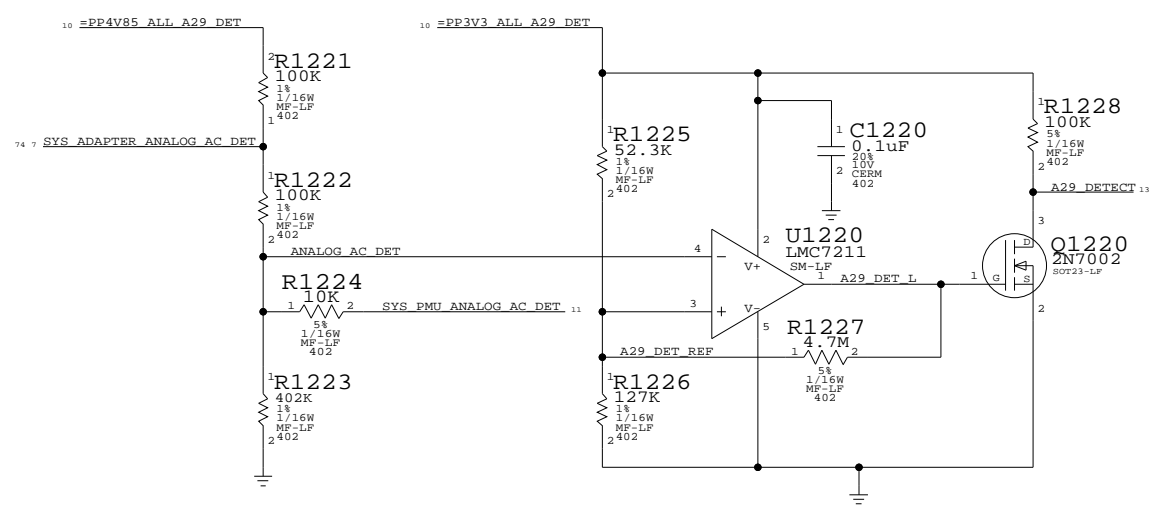 10 =PP4V85_ALL_A29_DET
10 =PP3V3_ALL_A29_DET
2
R1221
100K
1%
1/16W
MF-LF
402
1
74 7 SYS_ADAPTER_ANALOG_AC_DET
1
R1222
100K
1%
1/16W
MF-LF
402
2
ANALOG_AC_DET
R1224
10K
1 2
SYS_PMU_ANALOG_AC_DET 11
5%
1/16W
MF-LF
402
1
R1223
402K
1%
1/16W
MF-LF
402
2
1
R1225
52.3K
1%
1/16W
MF-LF
402
2
1
C1220
0.1uF
20%
10V
CERM
402
2
1
R1228
100K
5%
1/16W
MF-LF
402
2
A29_DETECT 13
4
3
2
U1220
LMC7211
SM-LF
V+
V-
5
1
A29_DET_L
3
Q1220
2N7002
SOT23-LF
D
G
S
1
2
A29_DET_REF
R1227
4.7M
1 2
5%
1/16W
MF-LF
402
1
R1226
127K
1%
1/16W
MF-LF
402
2